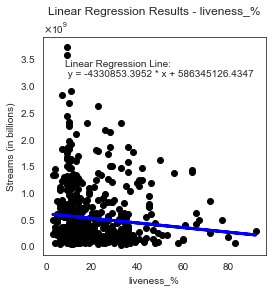 Linear Regression Results - liveness_%
1e9
Linear Regression Line:
y = -4330853.3952 * x + 586345126.4347
3.5
3.0
2.5
2.0
1.5
1.0
0.5
0.0
Streams (in billions)
0 20 40 60 80
liveness_%